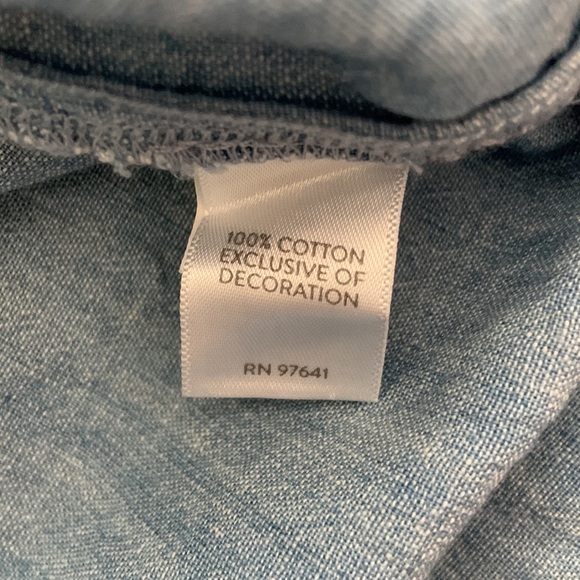 100% COTTON
EXCLUSIVE OF
DECORATION
RN 97641